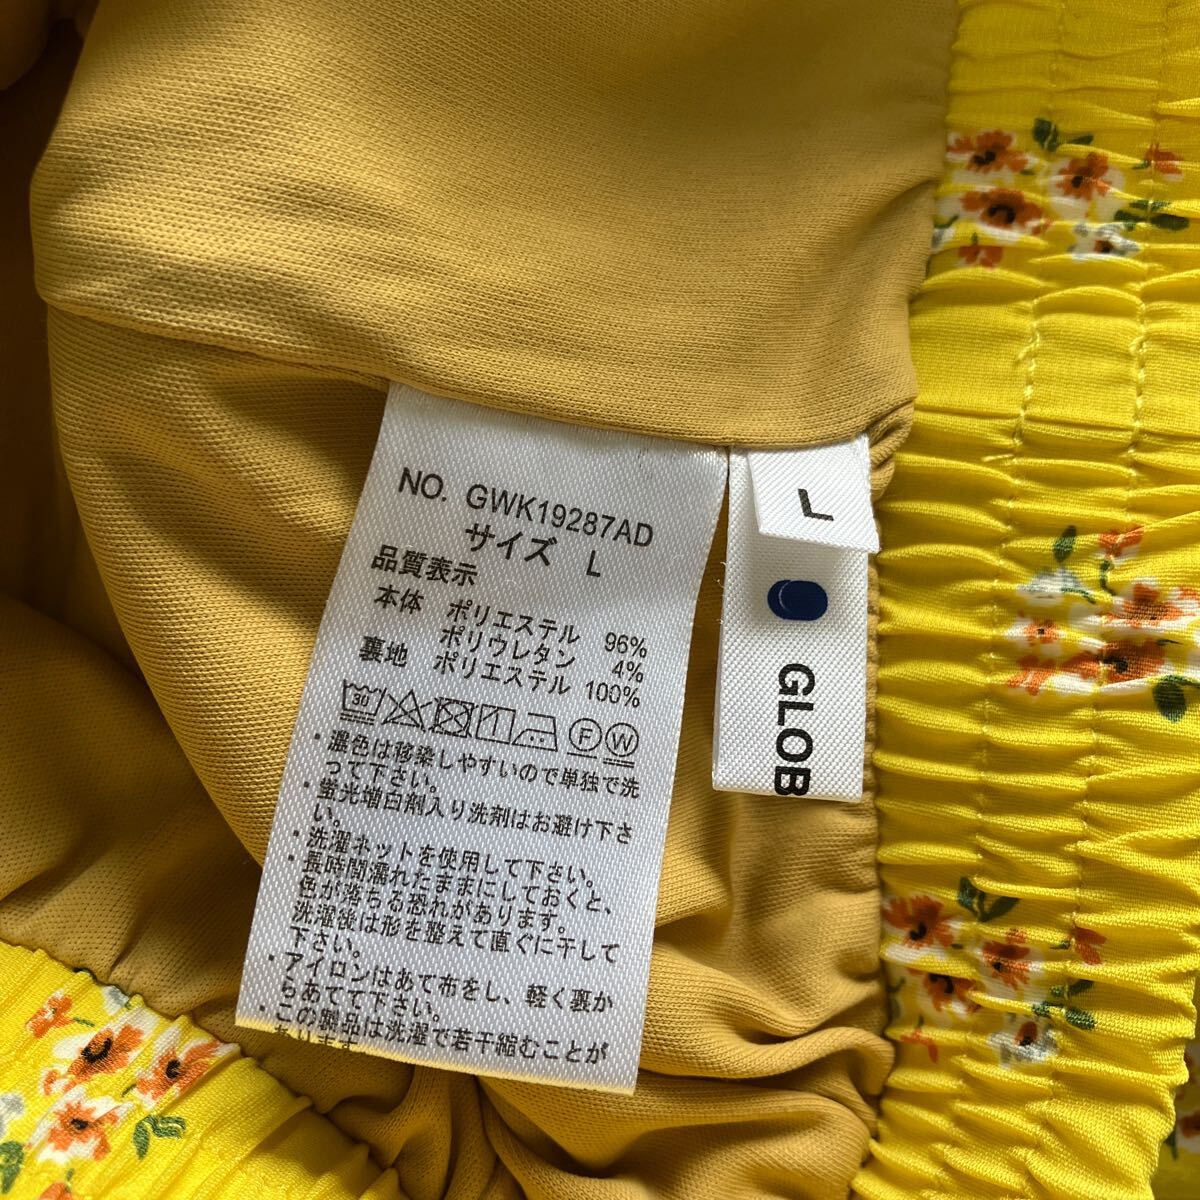 NO. GWK19287AD
サイズ L
品質表示
本体 ポリエステル 96%
ポリウレタン 4%
裏地 ポリエステル 100%
30
F W
・濃色は移染しやすいので単独で洗
って下さい。
・蛍光増白剤入り洗剤はお避け下さ
い。
・洗濯ネットを使用して下さい。
・長時間濡れたままにしておくと、
色が落ちる恐れがあります。
洗濯後は形を整えて直ぐに干して
下さい。
・アイロンはあて布をし、軽く裏か
らあてて下さい。
・この製品は洗濯で若干縮むことが
あります。
L
GLOB